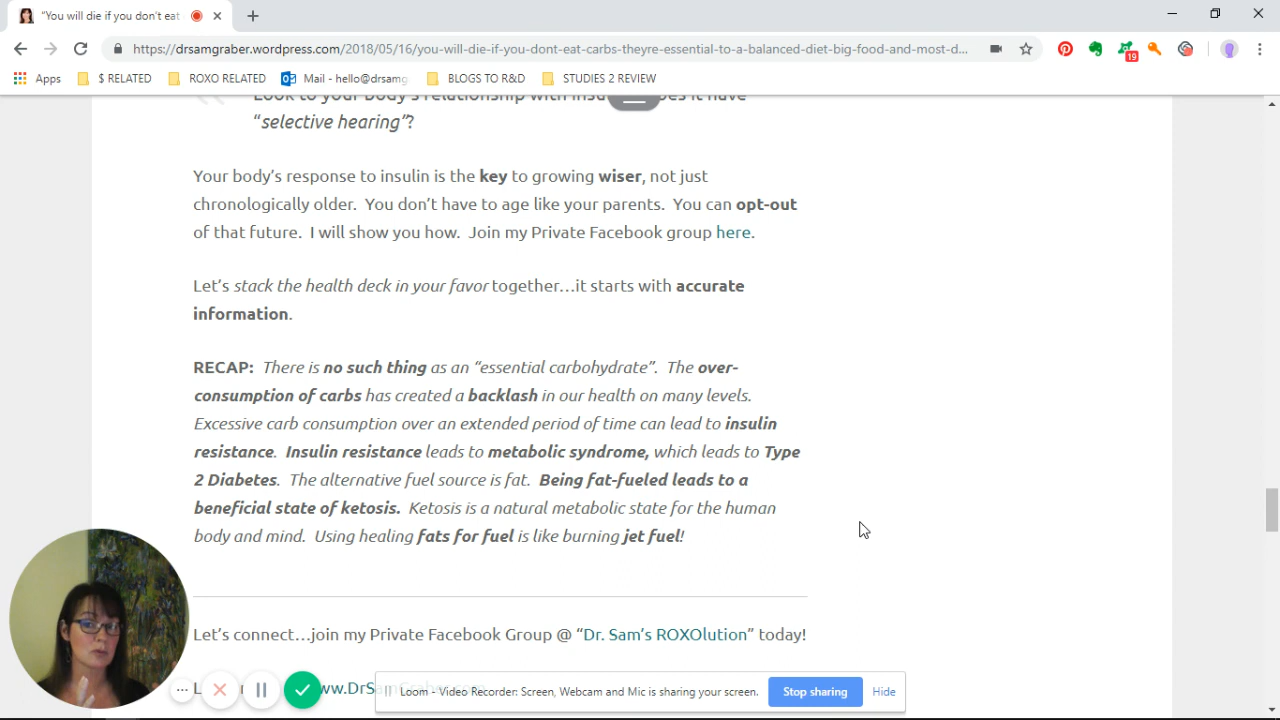 "You will die if you don't eat
https://drsamgraber.wordpress.com/2018/05/16/you-will-die-if-you-dont-eat-carbs-theyre-essential-to-a-balanced-diet-big-food-and-most-d...
19
Apps
$ RELATED
ROXO RELATED
Mail - hello@drsamg
BLOGS TO R&D
STUDIES 2 REVIEW
Look to your body's relationship with
have
"selective hearing"?
Your body's response to insulin is the key to growing wiser, not just
chronologically older. You don't have to age like your parents. You can opt-out
of that future. I will show you how. Join my Private Facebook group here.
Let's stack the health deck in your favor together…it starts with accurate
information.
RECAP: There is no such thing as an "essential carbohydrate". The over-
consumption of carbs has created a backlash in our health on many levels.
Excessive carb consumption over an extended period of time can lead to insulin
resistance. Insulin resistance leads to metabolic syndrome, which leads to Type
2 Diabetes. The alternative fuel source is fat. Being fat-fueled leads to a
beneficial state of ketosis. Ketosis is a natural metabolic state for the human
body and mind. Using healing fats for fuel is like burning jet fuel!
Let's connect…join my Private Facebook Group @ "Dr. Sam's ROXOlution" today!
Loom - Video Recorder: Screen, Webcam and Mic is sharing your screen.
Stop sharing
Hide